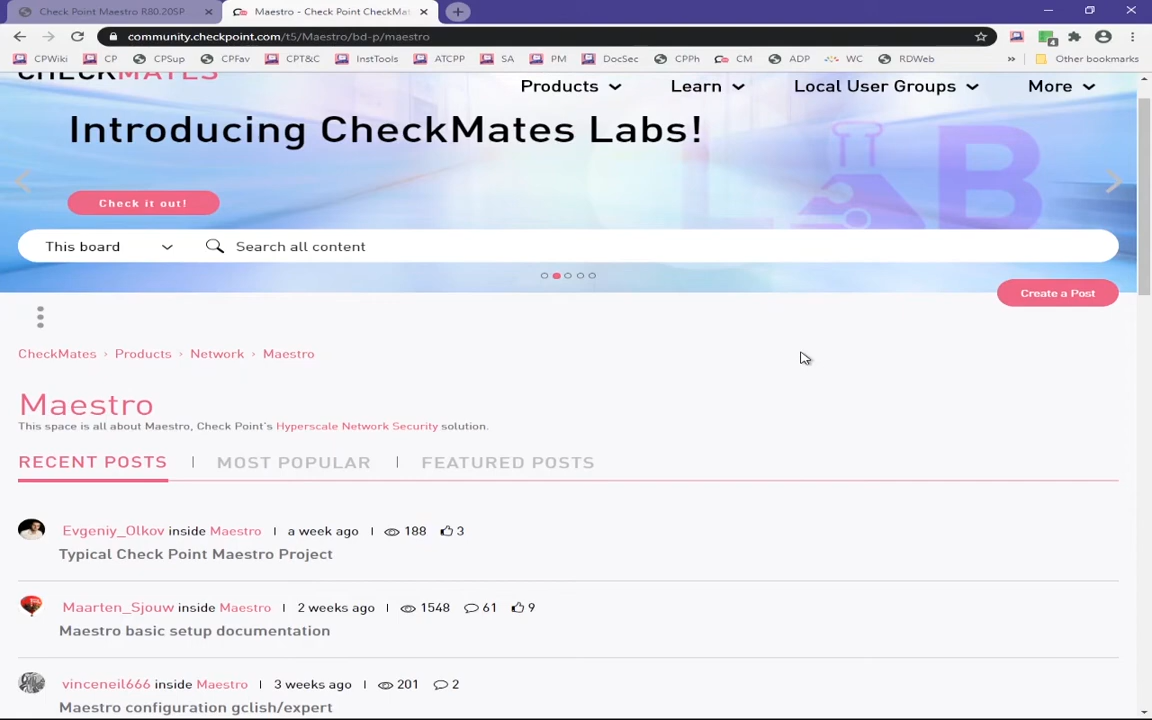 Check Point Maestro R80.20SP
Maestro - Check Point CheckMat
community.checkpoint.com/t5/Maestro/bd-p/maestro
CPWiki CP CPSup CPFav CPT&C InstTools ATCPP SA PM DocSec CPPh CM ADP WC RDWeb » Other bookmarks
CHECKMATES
Products Learn Local User Groups More
Introducing CheckMates Labs!
LAB
Check it out!
This board Search all content
Create a Post
CheckMates › Products › Network › Maestro
Maestro
This space is all about Maestro, Check Point's Hyperscale Network Security solution.
RECENT POSTS | MOST POPULAR | FEATURED POSTS
Evgeniy_Olkov inside Maestro | a week ago | 188 3
Typical Check Point Maestro Project
Maarten_Sjouw inside Maestro | 2 weeks ago | 1548 61 9
Maestro basic setup documentation
vinceneil666 inside Maestro | 3 weeks ago | 201 2
Maestro configuration gclish/expert